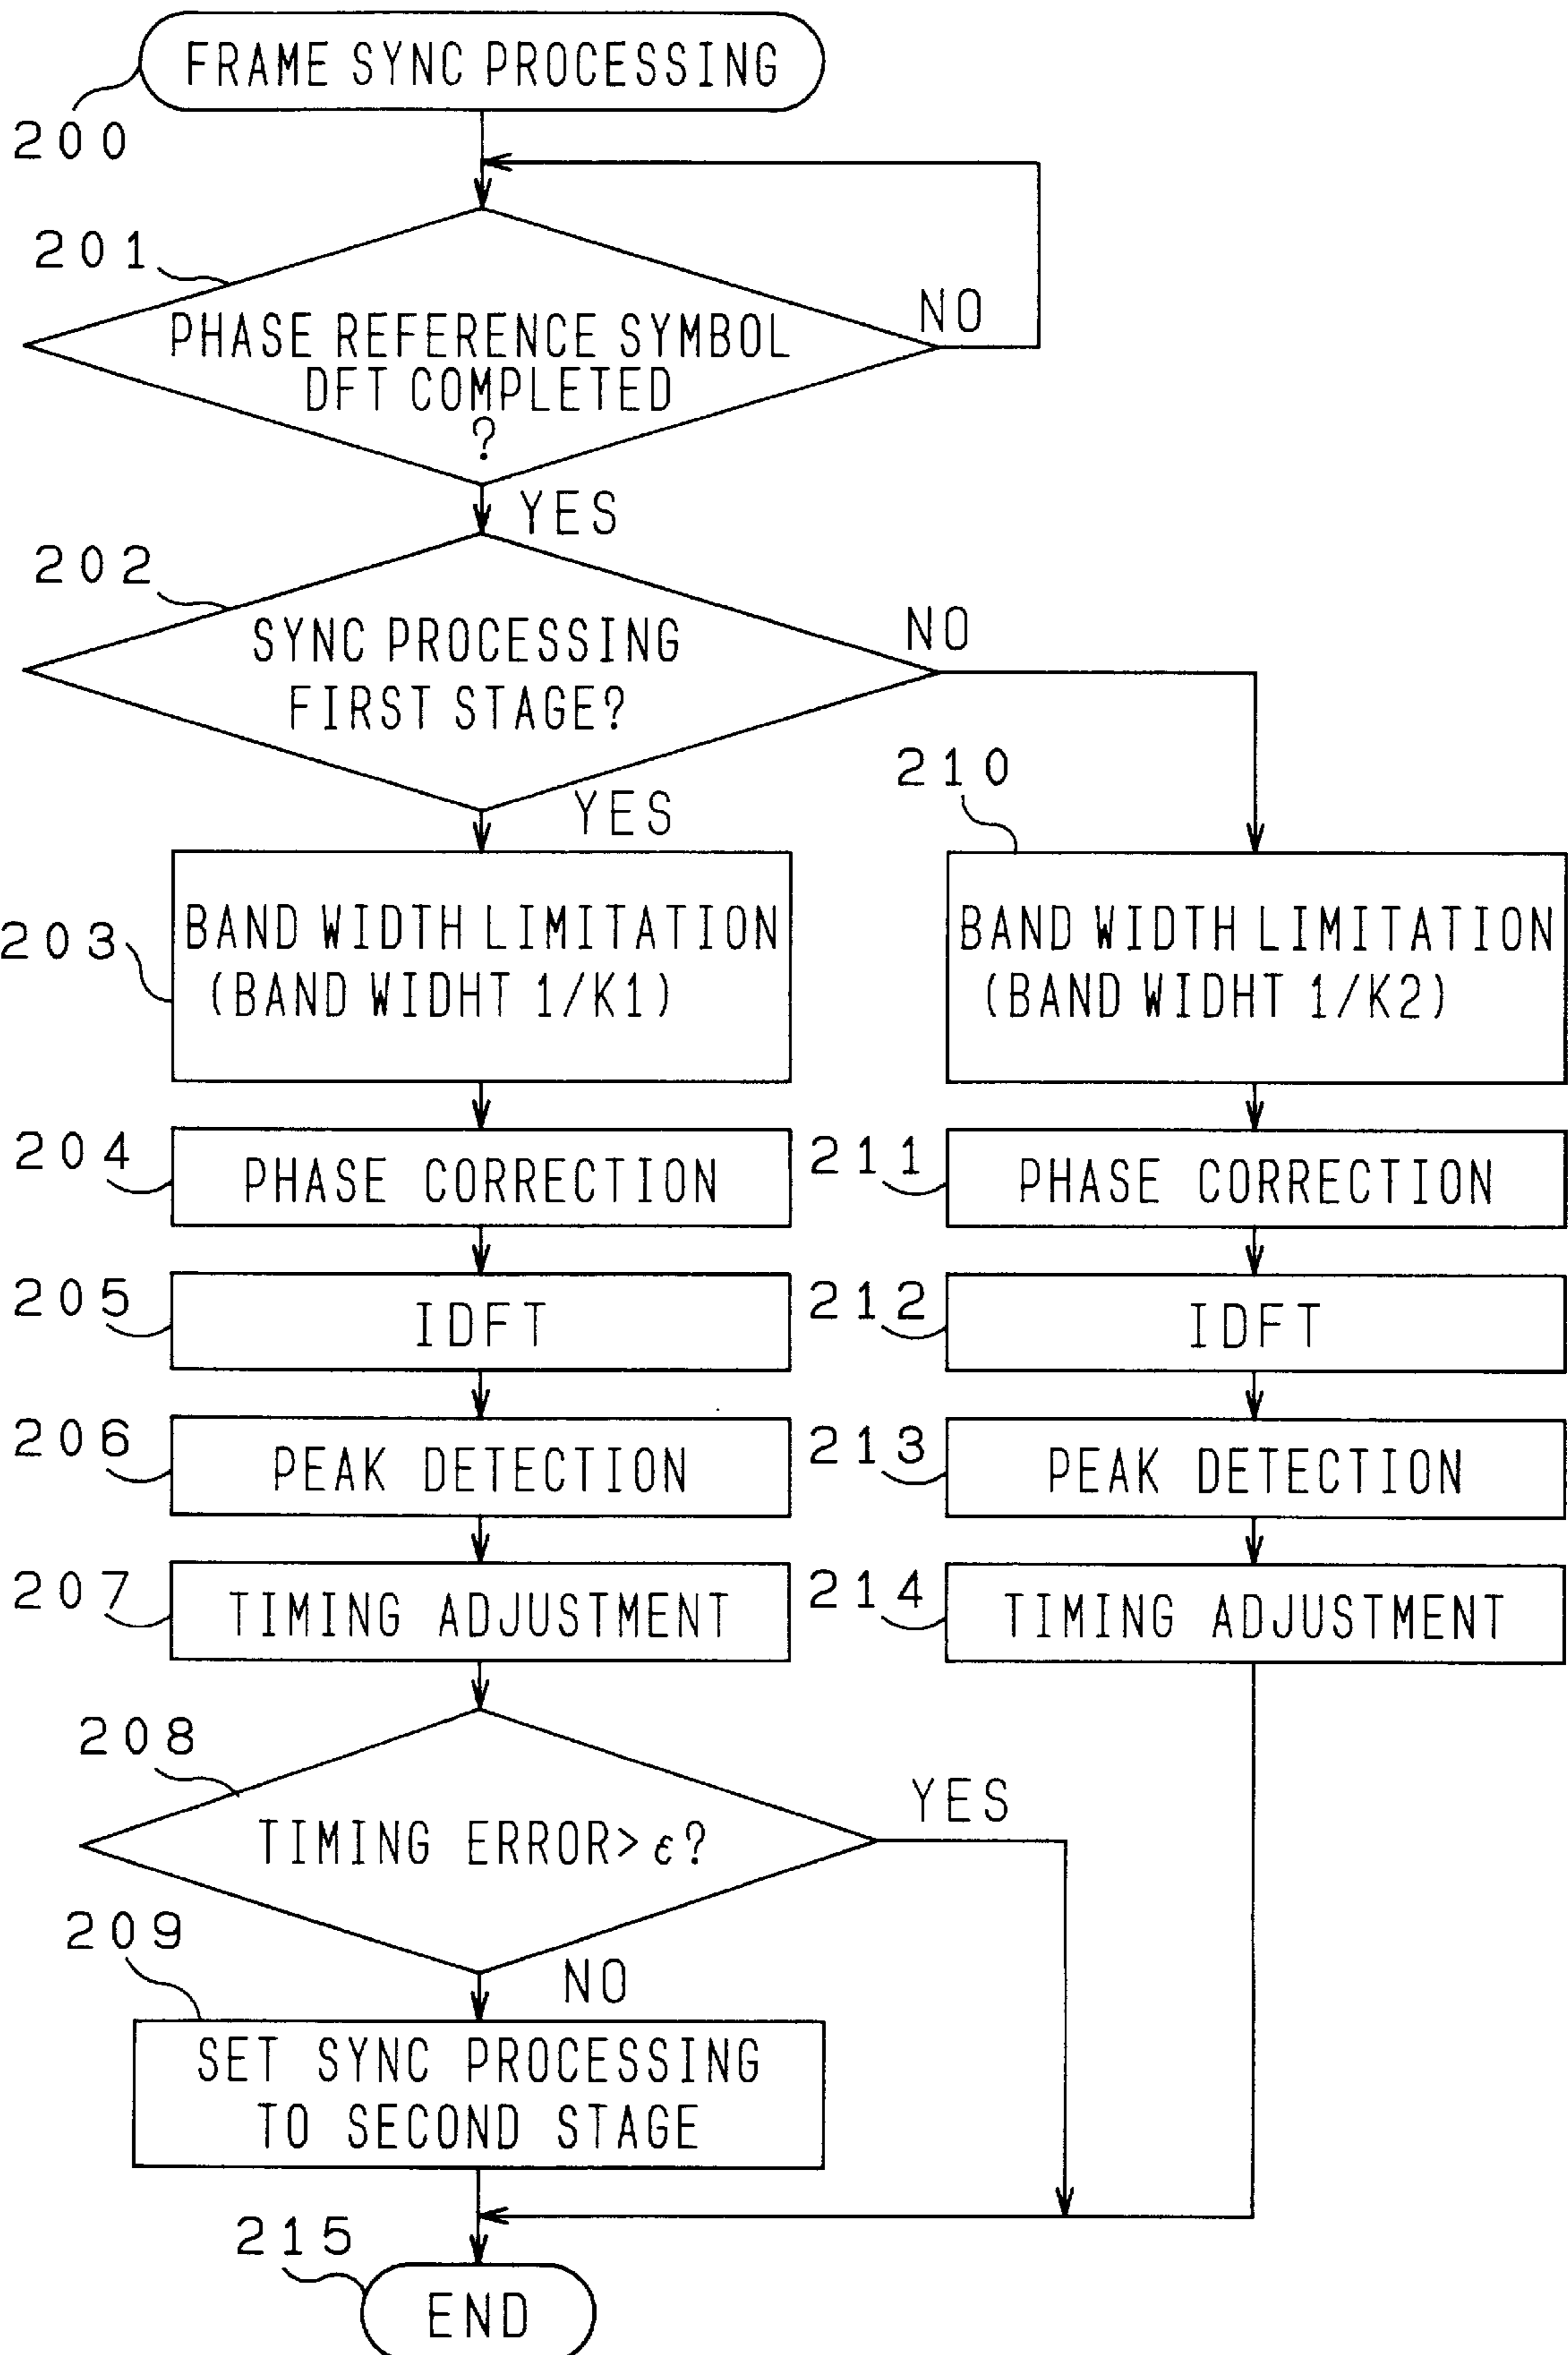 FRAME SYNC PROCESSING
200
201
NO
PHASE REFERENCE SYMBOL
DFT COMPLETED
?
YES
202
NO
SYNC PROCESSING
FIRST STAGE?
YES
203
BAND WIDTH LIMITATION
(BAND WIDHT 1/K1)
210
BAND WIDTH LIMITATION
(BAND WIDHT 1/K2)
204
PHASE CORRECTION
211
PHASE CORRECTION
205
IDFT
212
IDFT
206
PEAK DETECTION
213
PEAK DETECTION
207
TIMING ADJUSTMENT
214
TIMING ADJUSTMENT
208
YES
TIMING ERROR>ε?
209
NO
SET SYNC PROCESSING
TO SECOND STAGE
215
END